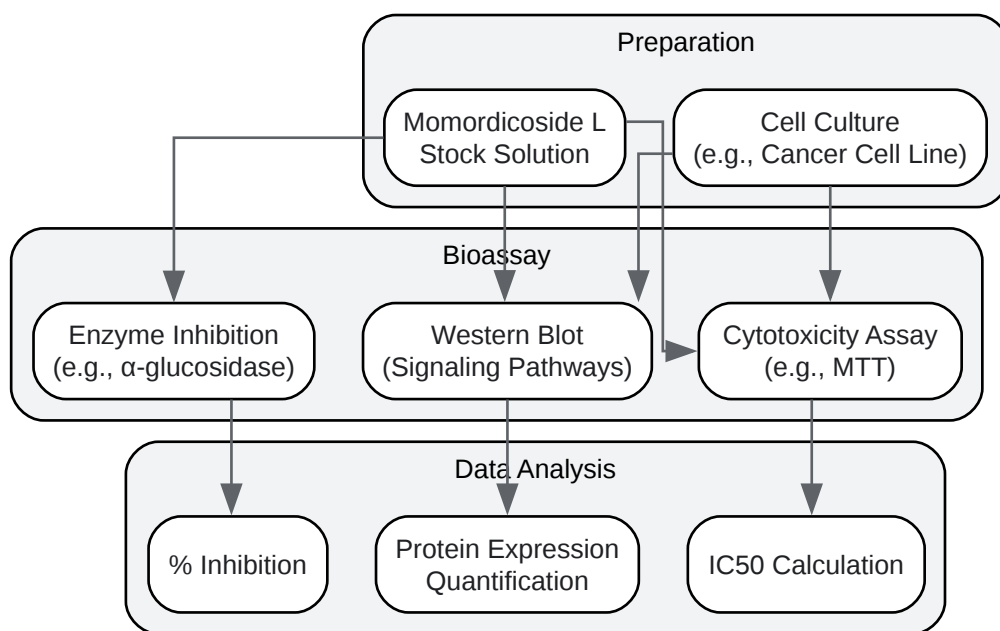 Preparation
Momordicoside L
Stock Solution
Cell Culture
(e.g., Cancer Cell Line)
Bioassay
Enzyme Inhibition
(e.g., α-glucosidase)
Western Blot
(Signaling Pathways)
Cytotoxicity Assay
(e.g., MTT)
Data Analysis
% Inhibition
Protein Expression
Quantification
IC50 Calculation